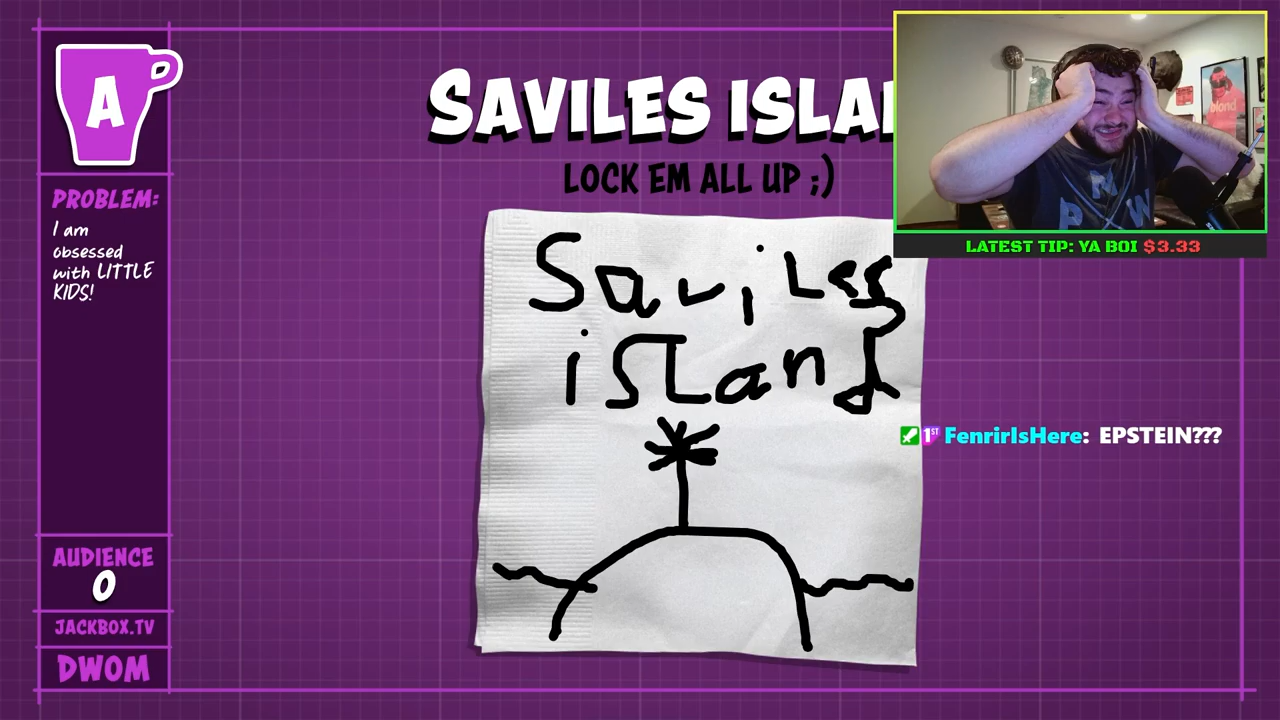 A
PROBLEM:
I am
obsessed
with LITTLE
KIDS!
AUDIENCE
0
JACKBOX.TV
DWOM
SAVILES ISLA
LOCK EM ALL UP ;)
Saviles
island
blond
LATEST TIP: YA BOI $3.33
1ST FenrirIsHere: EPSTEIN???